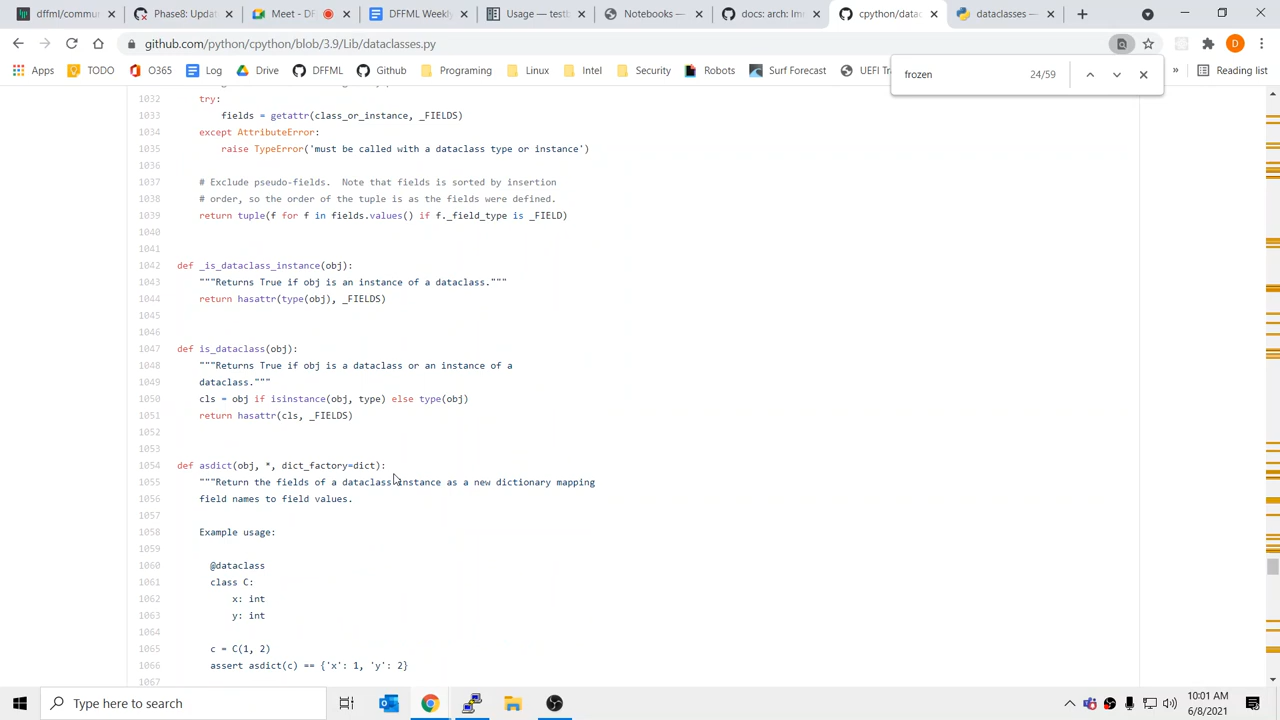 dffml/commu
Phase8: Updat
Meet - DF
DFFML Weekl
Usage — testb
Notebooks —
docs: arch: Im
cpython/datac
dataclasses —
github.com/python/cpython/blob/3.9/Lib/dataclasses.py
Apps
TODO
O365
Log
Drive
DFFML
Github
Programing
Linux
Intel
Security
Robots
Surf Forecast
UEFI Tr
»
Reading list
frozen
24/59
1032 try:
1033 fields = getattr(class_or_instance, _FIELDS)
1034 except AttributeError:
1035 raise TypeError('must be called with a dataclass type or instance')
1036
1037 # Exclude pseudo-fields.  Note that fields is sorted by insertion
1038 # order, so the order of the tuple is as the fields were defined.
1039 return tuple(f for f in fields.values() if f._field_type is _FIELD)
1040
1041
1042 def _is_dataclass_instance(obj):
1043 """Returns True if obj is an instance of a dataclass."""
1044 return hasattr(type(obj), _FIELDS)
1045
1046
1047 def is_dataclass(obj):
1048 """Returns True if obj is a dataclass or an instance of a
1049 dataclass."""
1050 cls = obj if isinstance(obj, type) else type(obj)
1051 return hasattr(cls, _FIELDS)
1052
1053
1054 def asdict(obj, *, dict_factory=dict):
1055 """Return the fields of a dataclass instance as a new dictionary mapping
1056 field names to field values.
1057
1058 Example usage:
1059
1060 @dataclass
1061 class C:
1062 x: int
1063 y: int
1064
1065 c = C(1, 2)
1066 assert asdict(c) == {'x': 1, 'y': 2}
1067
Type here to search
10:01 AM
6/8/2021